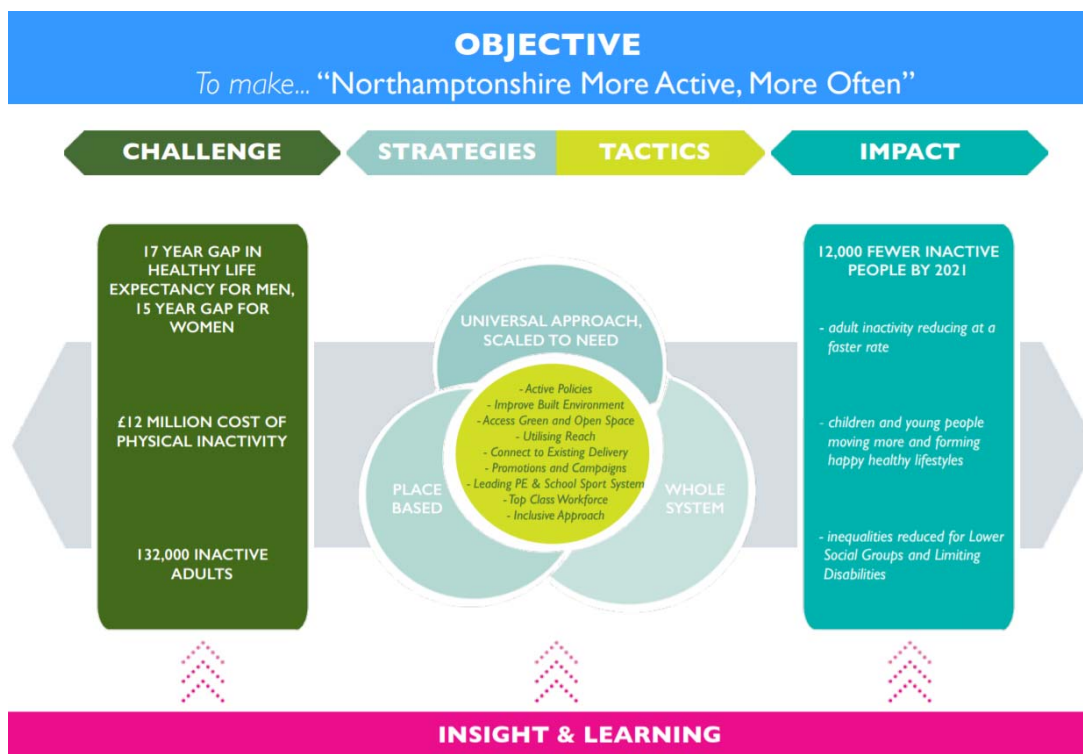 OBJECTIVE
To make... “Northamptonshire More Active, More Often”
CHALLENGE
STRATEGIES
TACTICS
IMPACT
17 YEAR GAP IN
HEALTHY LIFE
EXPECTANCY FOR MEN,
15 YEAR GAP FOR
WOMEN
£12 MILLION COST OF
PHYSICAL INACTIVITY
132,000 INACTIVE
ADULTS
UNIVERSAL APPROACH,
SCALED TO NEED
- Active Policies
- Improve Built Environment
- Access Green and Open Space
- Utilising Reach
- Connect to Existing Delivery
- Promotions and Campaigns
- Leading PE & School Sport System
- Top Class Workforce
- Inclusive Approach
PLACE
BASED
WHOLE
SYSTEM
12,000 FEWER INACTIVE
PEOPLE BY 2021
- adult inactivity reducing at a
faster rate
- children and young people
moving more and forming
happy healthy lifestyles
- inequalities reduced for Lower
Social Groups and Limiting
Disabilities
INSIGHT & LEARNING